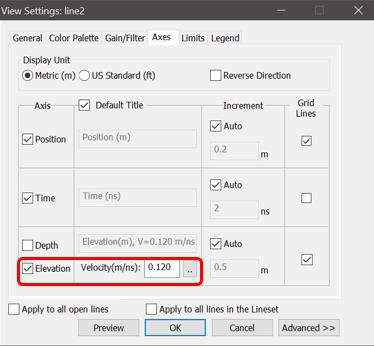 View Settings: line2
General Color Palette Gain/Filter Axes Limits Legend
Display Unit
Metric (m) US Standard (ft) Reverse Direction
Axis Default Title Increment Grid Lines
Position Position (m) Auto
0.2 m
Time Time (ns) Auto
2 ns
Depth Elevation(m), V=0.120 m/ns Auto
Elevation Velocity(m/ns): 0.120 .. 0.5 m
Apply to all open lines Apply to all lines in the Lineset
Preview OK Cancel Advanced >>